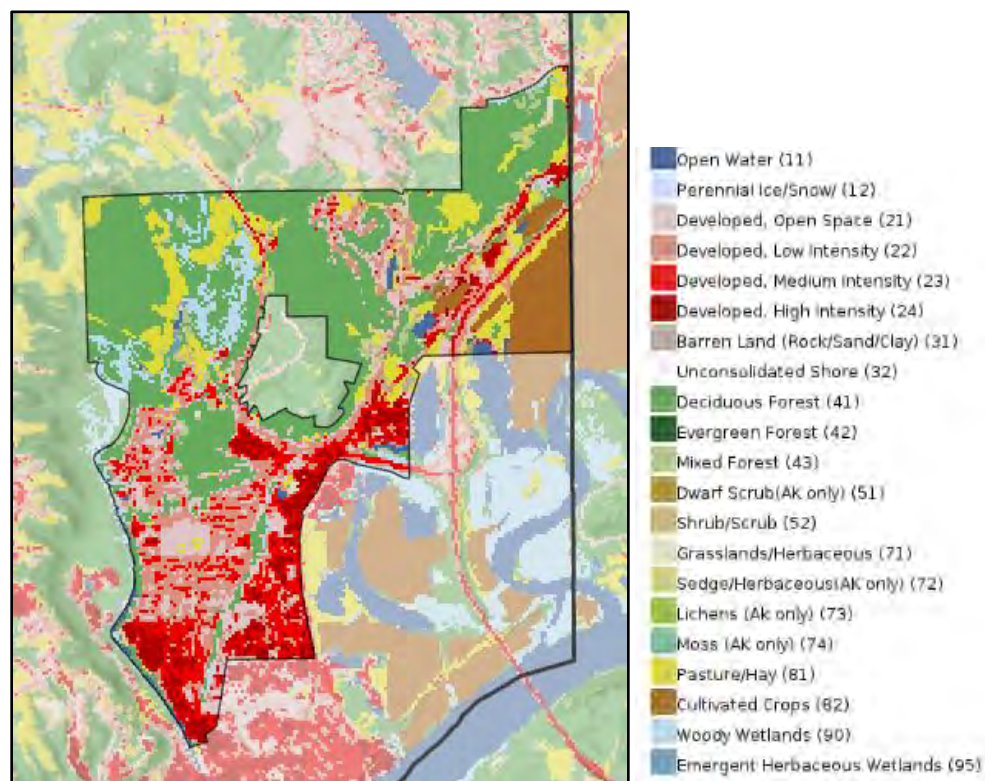 Open Water (11)
Perennial Ice/Snow/ (12)
Developed, Open Space (21)
Developed, Low Intensity (22)
Developed, Medium Intensity (23)
Developed, High Intensity (24)
Barren Land (Rock/Sand/Clay) (31)
Unconsolidated Shore (32)
Deciduous Forest (41)
Evergreen Forest (42)
Mixed Forest (43)
Dwarf Scrub(AK only) (51)
Shrub/Scrub (52)
Grasslands/Herbaceous (71)
Sedge/Herbaceous(AK only) (72)
Lichens (Ak only) (73)
Moss (AK only) (74)
Pasture/Hay (81)
Cultivated Crops (82)
Woody Wetlands (90)
Emergent Herbaceous Wetlands (95)